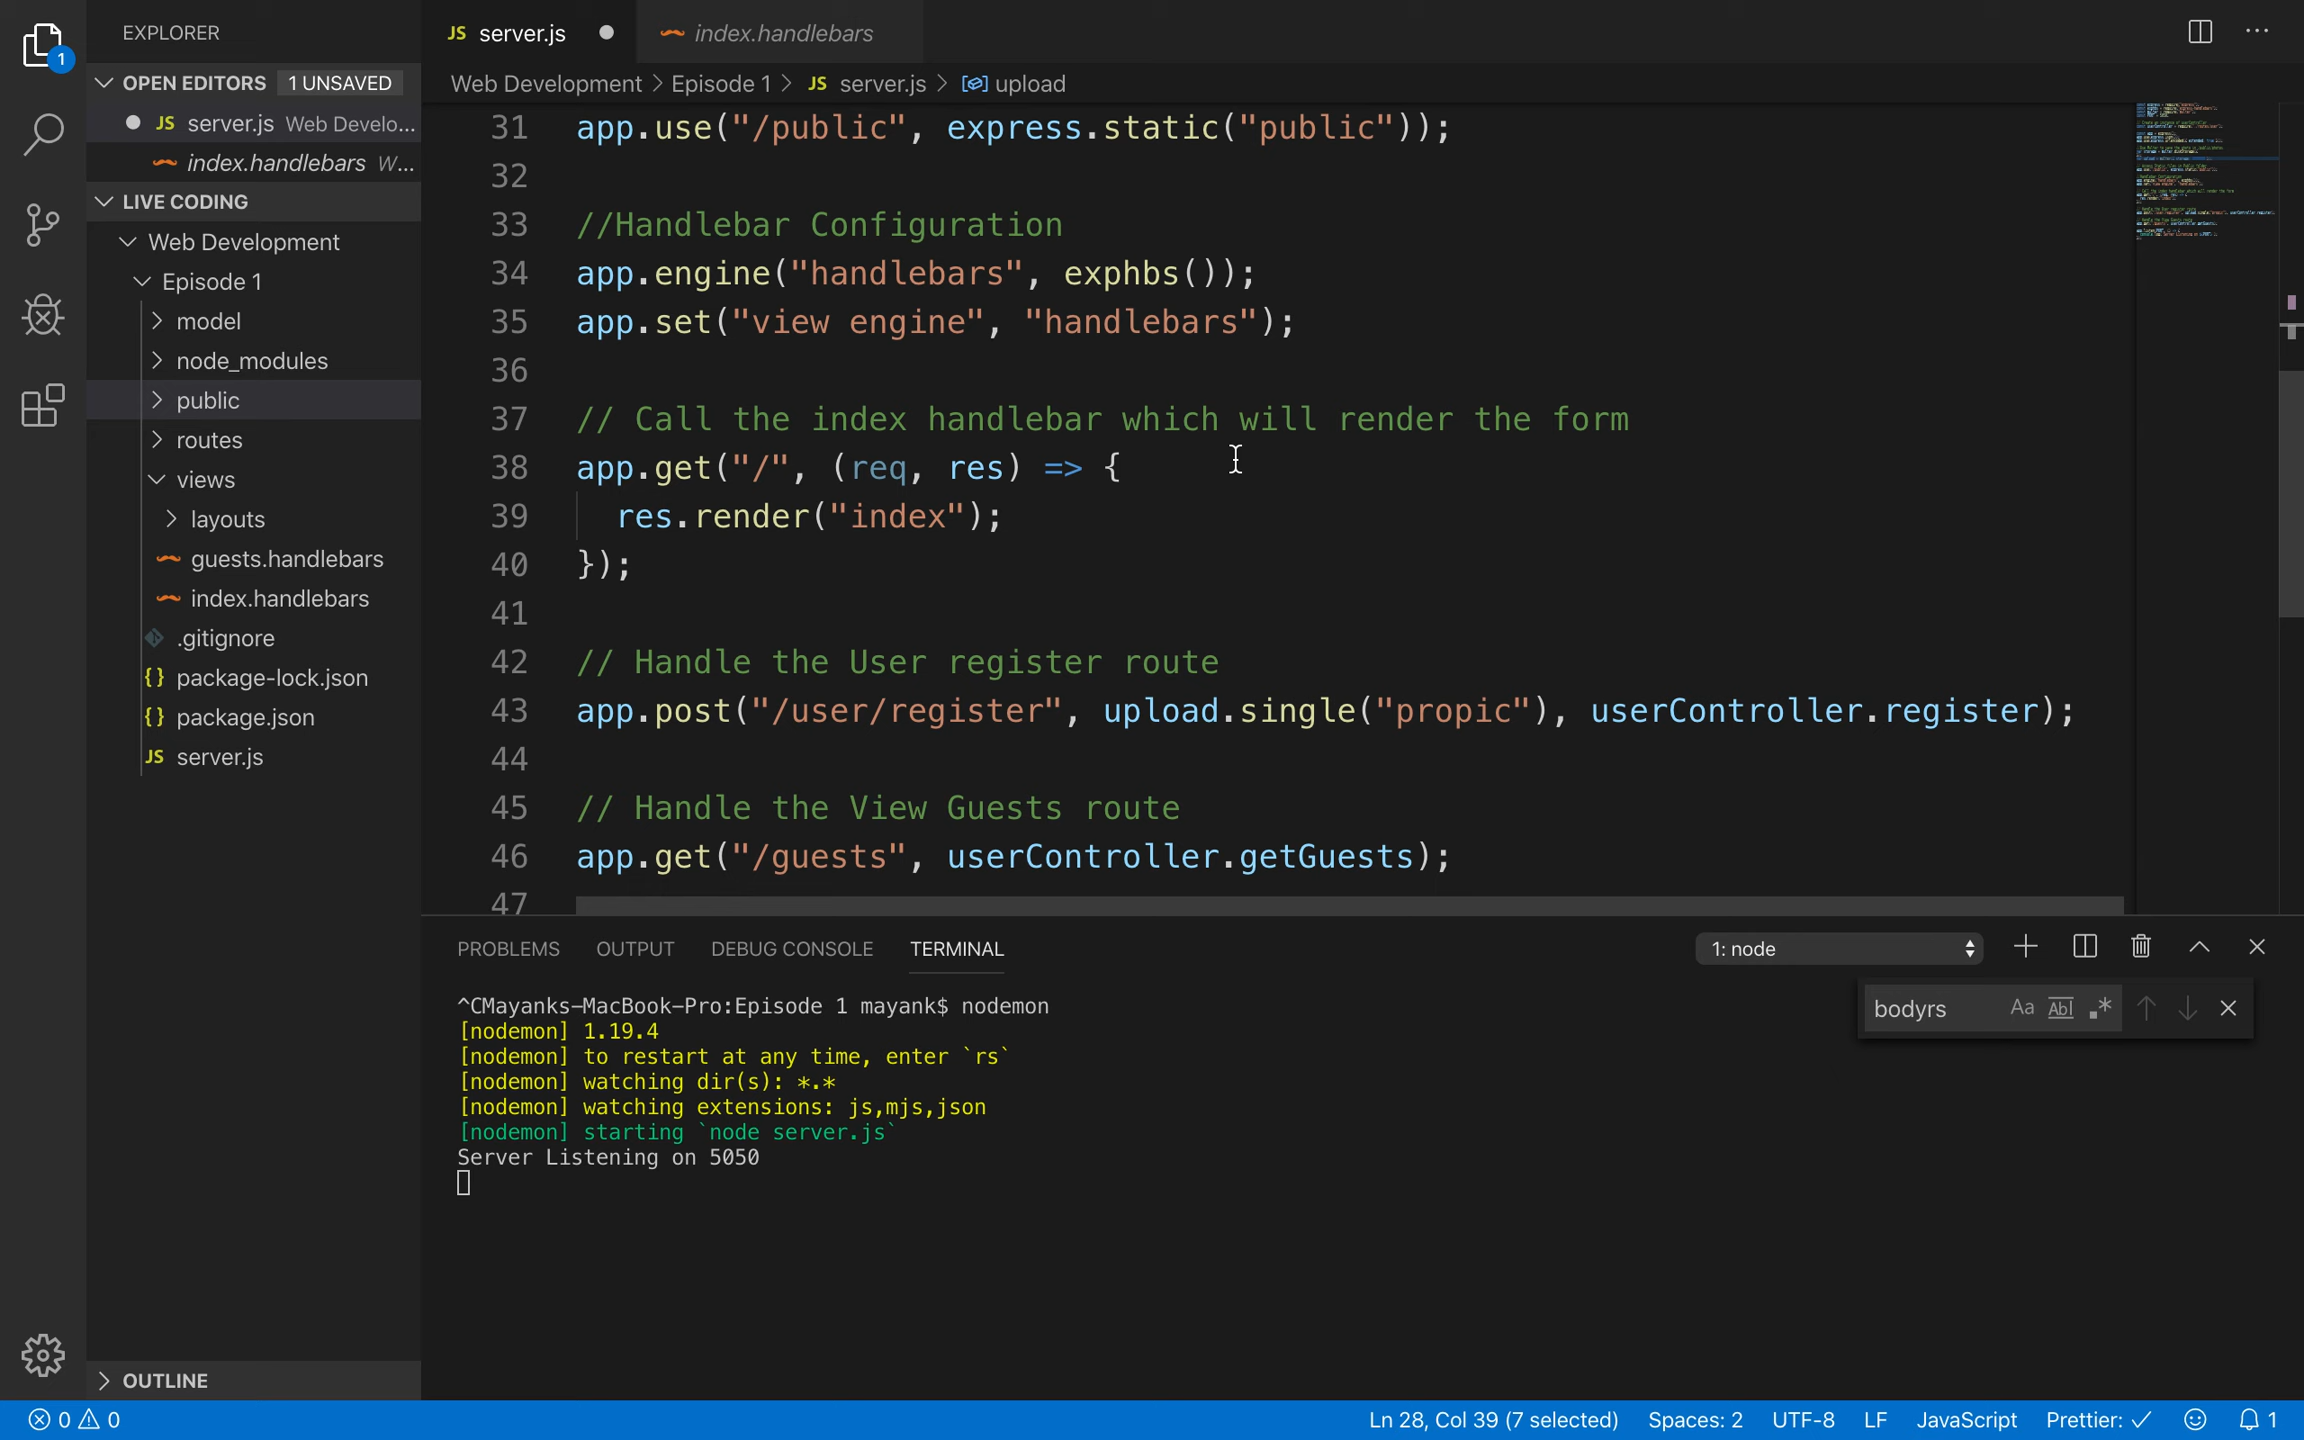 EXPLORER
OPEN EDITORS 1 UNSAVED
JS server.js Web Develo...
index.handlebars W...
LIVE CODING
Web Development
Episode 1
model
node_modules
public
routes
views
layouts
guests.handlebars
index.handlebars
.gitignore
{} package-lock.json
{} package.json
JS server.js
OUTLINE
1
JS server.js
index.handlebars
Web Development > Episode 1 > JS server.js > upload
31 app.use("/public", express.static("public"));
32
33 //Handlebar Configuration
34 app.engine("handlebars", exphbs());
35 app.set("view engine", "handlebars");
36
37 // Call the index handlebar which will render the form
38 app.get("/", (req, res) => {
39 res.render("index");
40 });
41
42 // Handle the User register route
43 app.post("/user/register", upload.single("propic"), userController.register);
44
45 // Handle the View Guests route
46 app.get("/guests", userController.getGuests);
47
PROBLEMS OUTPUT DEBUG CONSOLE TERMINAL 1: node
bodyrs Aa Abl .*
^CMayanks-MacBook-Pro:Episode 1 mayank$ nodemon
[nodemon] 1.19.4
[nodemon] to restart at any time, enter `rs`
[nodemon] watching dir(s): *.*
[nodemon] watching extensions: js,mjs,json
[nodemon] starting `node server.js`
Server Listening on 5050
0 0 Ln 28, Col 39 (7 selected) Spaces: 2 UTF-8 LF JavaScript Prettier: ✓ 1